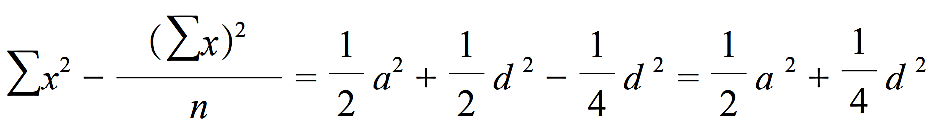 ∑x² − (∑x)²/n = 1/2 a² + 1/2 d² − 1/4 d² = 1/2 a² + 1/4 d²